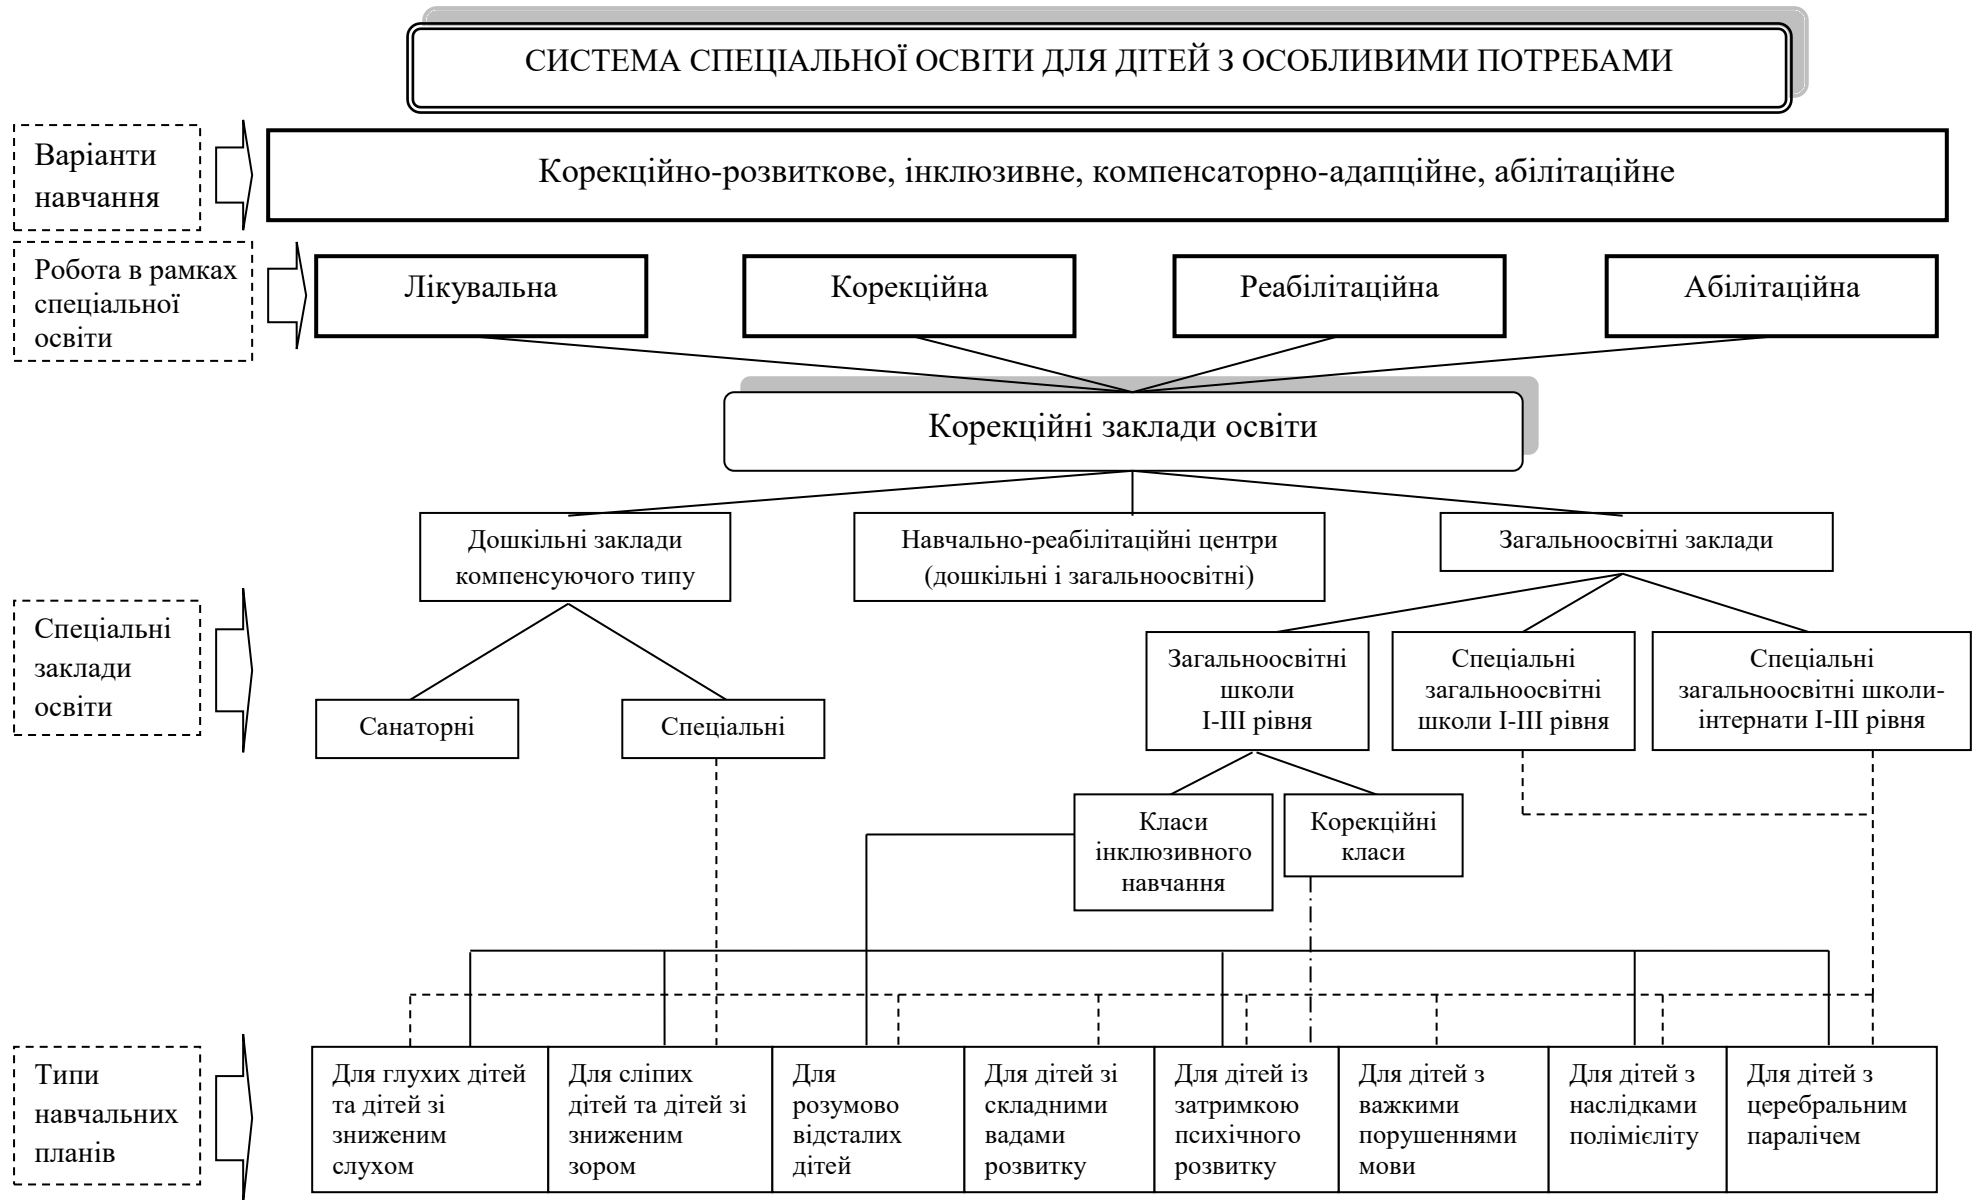 СИСТЕМА СПЕЦІАЛЬНОЇ ОСВІТИ ДЛЯ ДІТЕЙ З ОСОБЛИВИМИ ПОТРЕБАМИ
Варіанти
навчання
Корекційно-розвиткове, інклюзивне, компенсаторно-адапційне, абілітаційне
Робота в рамках
спеціальної
освіти
Лікувальна
Корекційна
Реабілітаційна
Абілітаційна
Корекційні заклади освіти
Дошкільні заклади
компенсуючого типу
Навчально-реабілітаційні центри
(дошкільні і загальноосвітні)
Загальноосвітні заклади
Спеціальні
заклади
освіти
Санаторні
Спеціальні
Загальноосвітні
школи
І-ІІІ рівня
Спеціальні
загальноосвітні
школи І-ІІІ рівня
Спеціальні
загальноосвітні школи-
інтернати І-ІІІ рівня
Класи
інклюзивного
навчання
Корекційні
класи
Типи
навчальних
планів
Для глухих дітей
та дітей зі
зниженим
слухом
Для сліпих
дітей та дітей зі
зниженим
зором
Для
розумово
відсталих
дітей
Для дітей зі
складними
вадами
розвитку
Для дітей із
затримкою
психічного
розвитку
Для дітей з
важкими
порушеннями
мови
Для дітей з
наслідками
полімієліту
Для дітей з
церебральним
паралічем